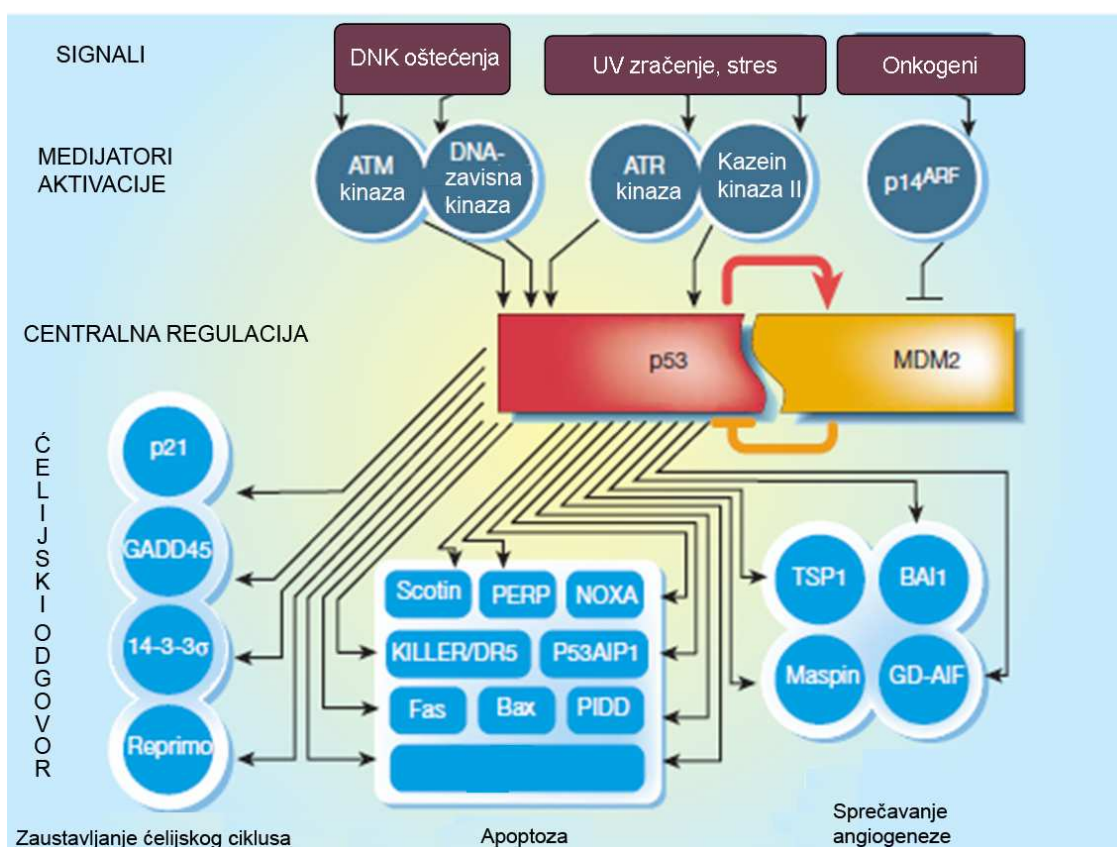 SIGNALI
DNK oštećenja
UV zračenje, stres
Onkogeni
MEDIJATORI
AKTIVACIJE
ATM
kinaza
DNA-
zavisna
kinaza
ATR
kinaza
Kazein
kinaza II
p14ARF
CENTRALNA REGULACIJA
p53
MDM2
ĆELIJSKI ODGOVOR
p21
GADD45
14-3-3σ
Reprimo
Scotin
PERP
NOXA
KILLER/DR5
P53AIP1
Fas
Bax
PIDD
TSP1
BAI1
Maspin
GD-AIF
Zaustavljanje ćelijskog ciklusa
Apoptoza
Sprečavanje
angiogeneze